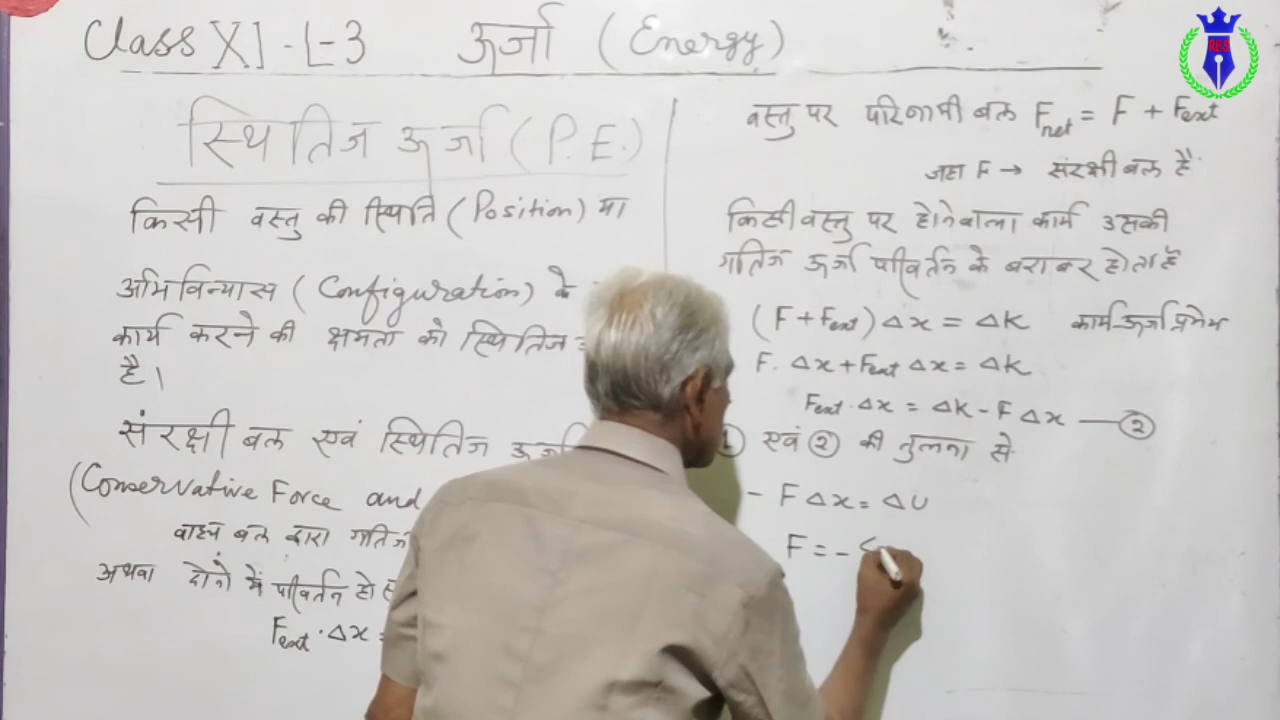 Class XI - L-3 ऊर्जा (Energy)
स्थितिज ऊर्जा (P.E.)
किसी वस्तु की स्थिति (Position) या
अभिविन्यास (Configuration) के
कार्य करने की क्षमता को स्थितिज
है।
संरक्षी बल एवं स्थितिज ऊर्जा
(Conservative Force and
वाह्य बल द्वारा गतिज
अथवा दोनों में परिवर्तन हो
Fext · Δx =
वस्तु पर परिणामी बल Fnet = F + Fext
जहा F → संरक्षी बल है
किसी वस्तु पर होनेवाला कार्य उसकी
गतिज ऊर्जा परिवर्तन के बराबर होता है
(F + Fext) Δx = ΔK कार्य-ऊर्जा प्रमेय
F. Δx + Fext Δx = ΔK
Fext · Δx = ΔK - F Δx — ②
① एवं ② की तुलना से
- F Δx = ΔU
F = -
RGS